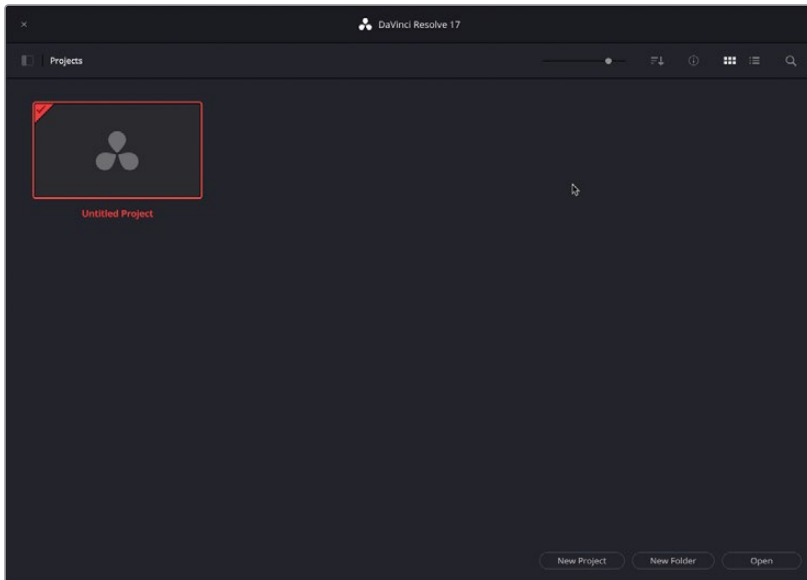 DaVinci Resolve 17
Projects
Untitled Project
New Project
New Folder
Open